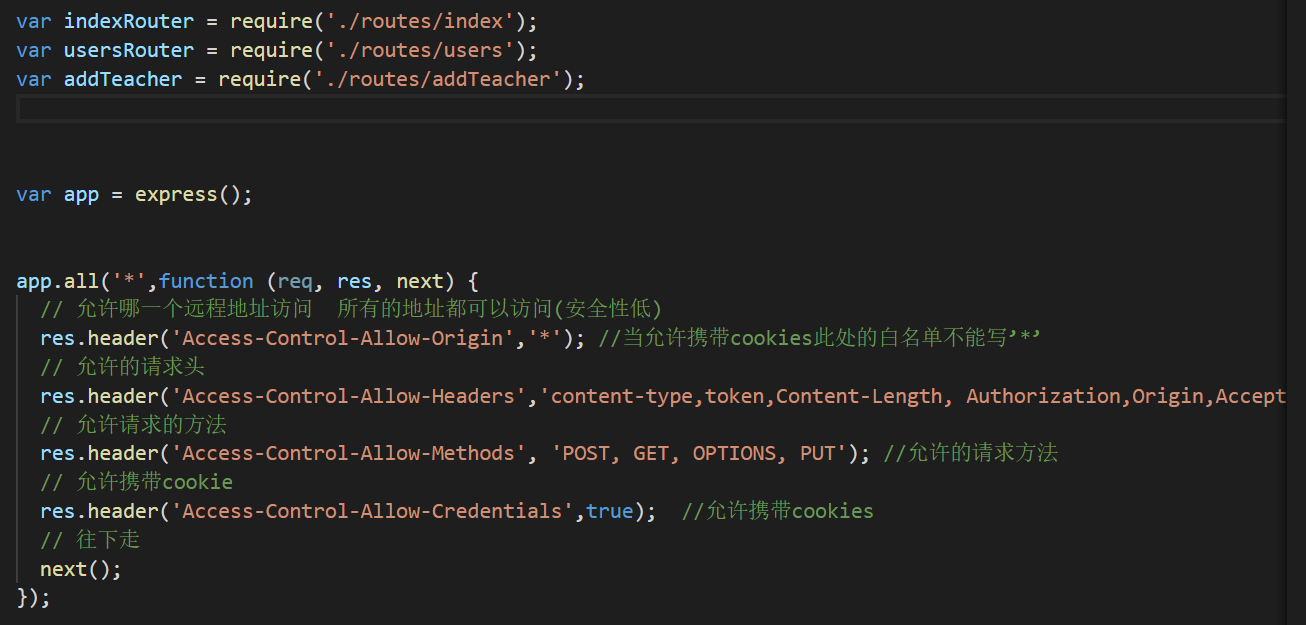 var indexRouter = require('./routes/index');
var usersRouter = require('./routes/users');
var addTeacher = require('./routes/addTeacher');
var app = express();
app.all('*',function (req, res, next) {
// 允许哪一个远程地址访问  所有的地址都可以访问(安全性低)
res.header('Access-Control-Allow-Origin','*'); //当允许携带cookies此处的白名单不能写’*’
// 允许的请求头
res.header('Access-Control-Allow-Headers','content-type,token,Content-Length, Authorization,Origin,Accept
// 允许请求的方法
res.header('Access-Control-Allow-Methods', 'POST, GET, OPTIONS, PUT'); //允许的请求方法
// 允许携带cookie
res.header('Access-Control-Allow-Credentials',true);  //允许携带cookies
// 往下走
next();
});